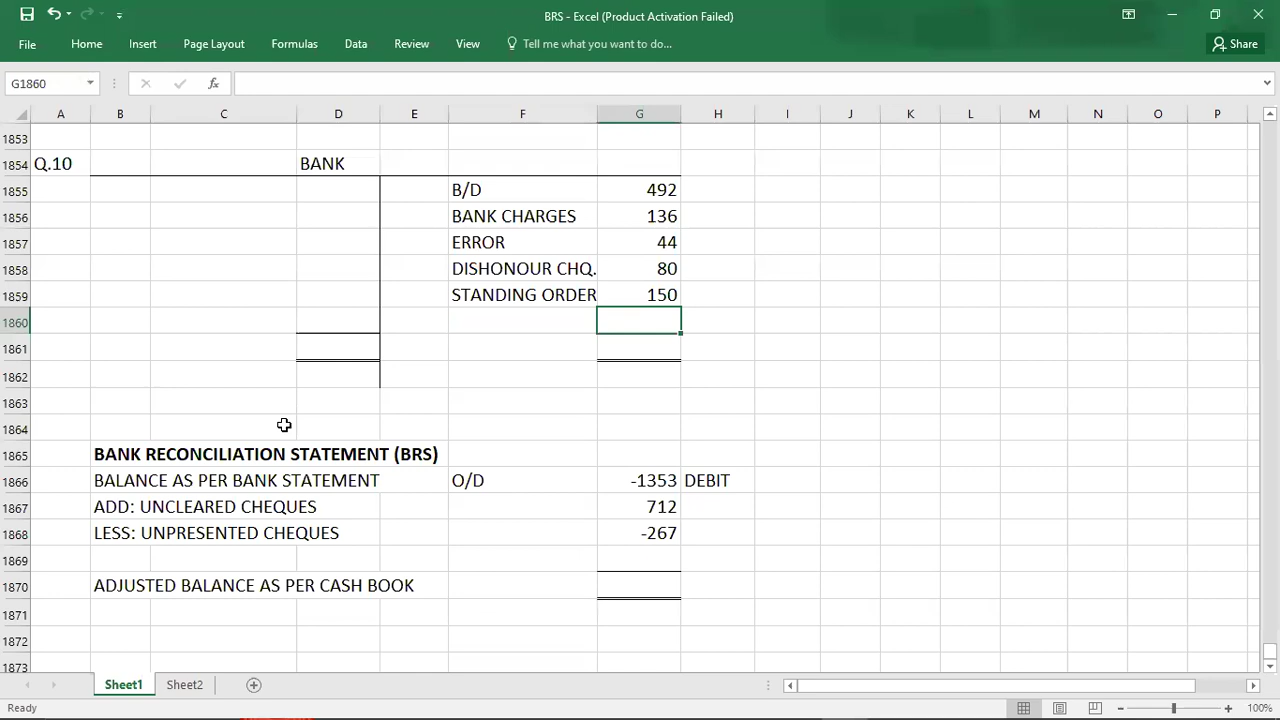 BRS - Excel (Product Activation Failed)
File Home Insert Page Layout Formulas Data Review View Tell me what you want to do... Share
G1860 fx
A B C D E F G H I J K L M N O P
1853
1854 Q.10 BANK
1855 B/D 492
1856 BANK CHARGES 136
1857 ERROR 44
1858 DISHONOUR CHQ. 80
1859 STANDING ORDER 150
1860
1861
1862
1863
1864
1865 BANK RECONCILIATION STATEMENT (BRS)
1866 BALANCE AS PER BANK STATEMENT O/D -1353 DEBIT
1867 ADD: UNCLEARED CHEQUES 712
1868 LESS: UNPRESENTED CHEQUES -267
1869
1870 ADJUSTED BALANCE AS PER CASH BOOK
1871
1872
1873
Sheet1 Sheet2
Ready 100%